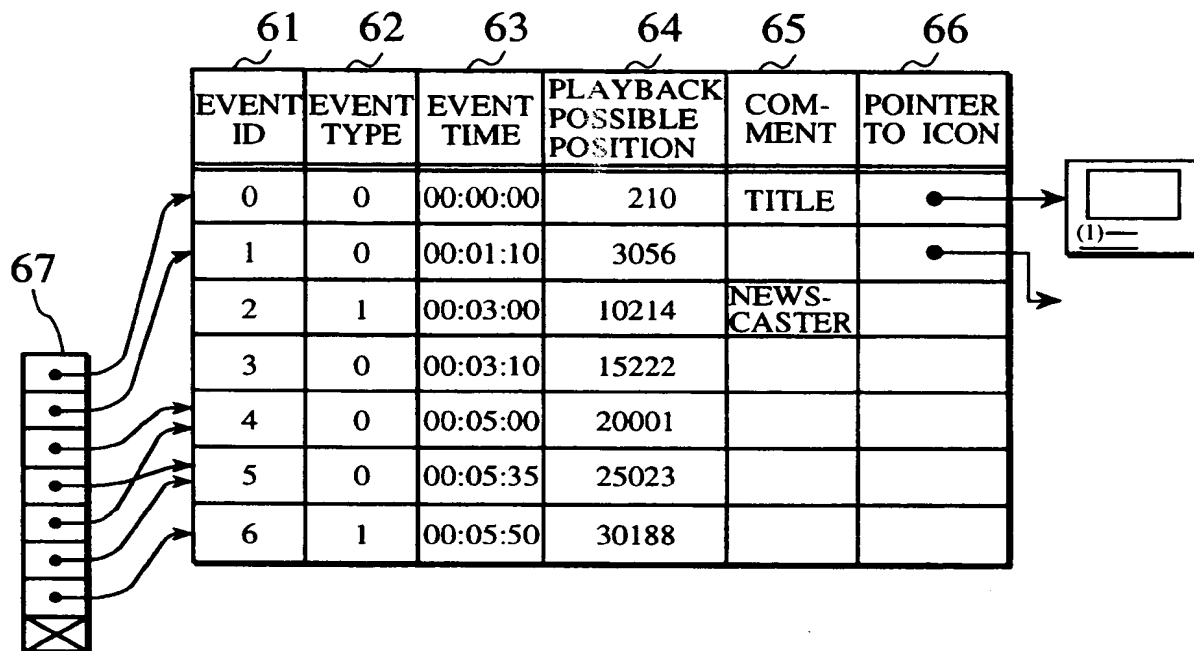 61 62 63 64 65 66
EVENT ID EVENT TYPE EVENT TIME PLAYBACK POSSIBLE POSITION COM- MENT POINTER TO ICON
0 0 00:00:00 210 TITLE
(1)
1 0 00:01:10 3056
67
2 1 00:03:00 10214 NEWS- CASTER
3 0 00:03:10 15222
4 0 00:05:00 20001
5 0 00:05:35 25023
6 1 00:05:50 30188